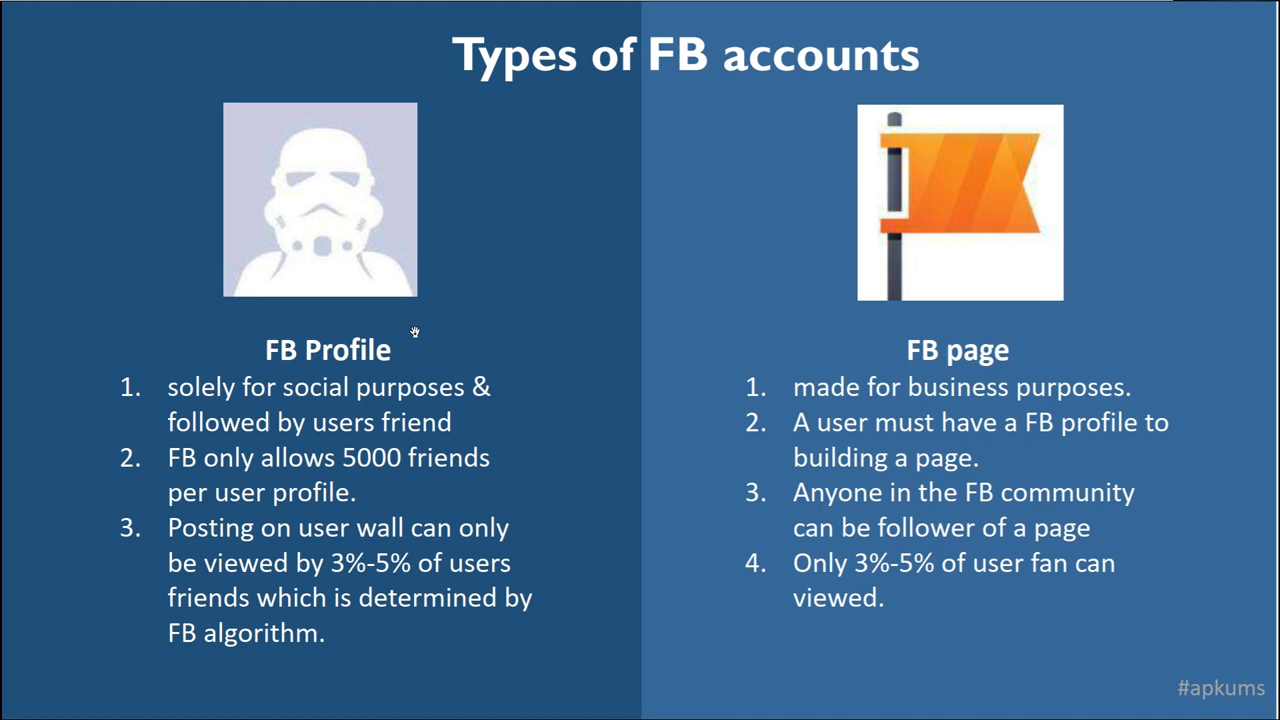 Types of FB accounts
FB Profile
1. solely for social purposes &
followed by users friend
2. FB only allows 5000 friends
per user profile.
3. Posting on user wall can only
be viewed by 3%-5% of users
friends which is determined by
FB algorithm.
FB page
1. made for business purposes.
2. A user must have a FB profile to
building a page.
3. Anyone in the FB community
can be follower of a page
4. Only 3%-5% of user fan can
viewed.
#apkums